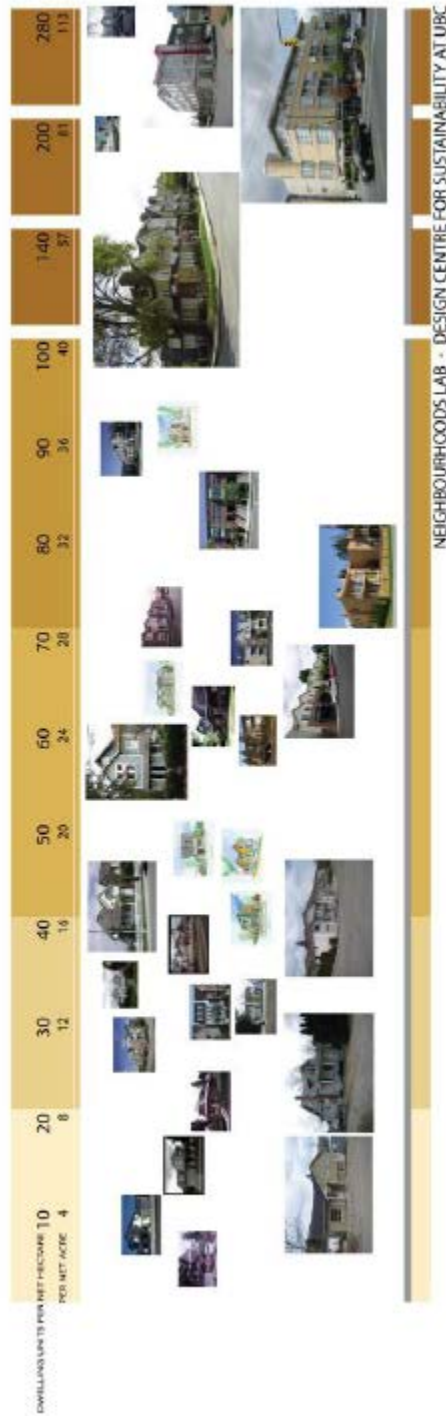 DWELLING UNITS PER NET HECTARE 10 20 30 40 50 60 70 80 90 100 140 200 280
PER NET ACRE 4 8 12 16 20 24 28 32 36 40 57 81 113
NEIGHBOURHOODS LAB - DESIGN CENTRE FOR SUSTAINABILITY AT UBC